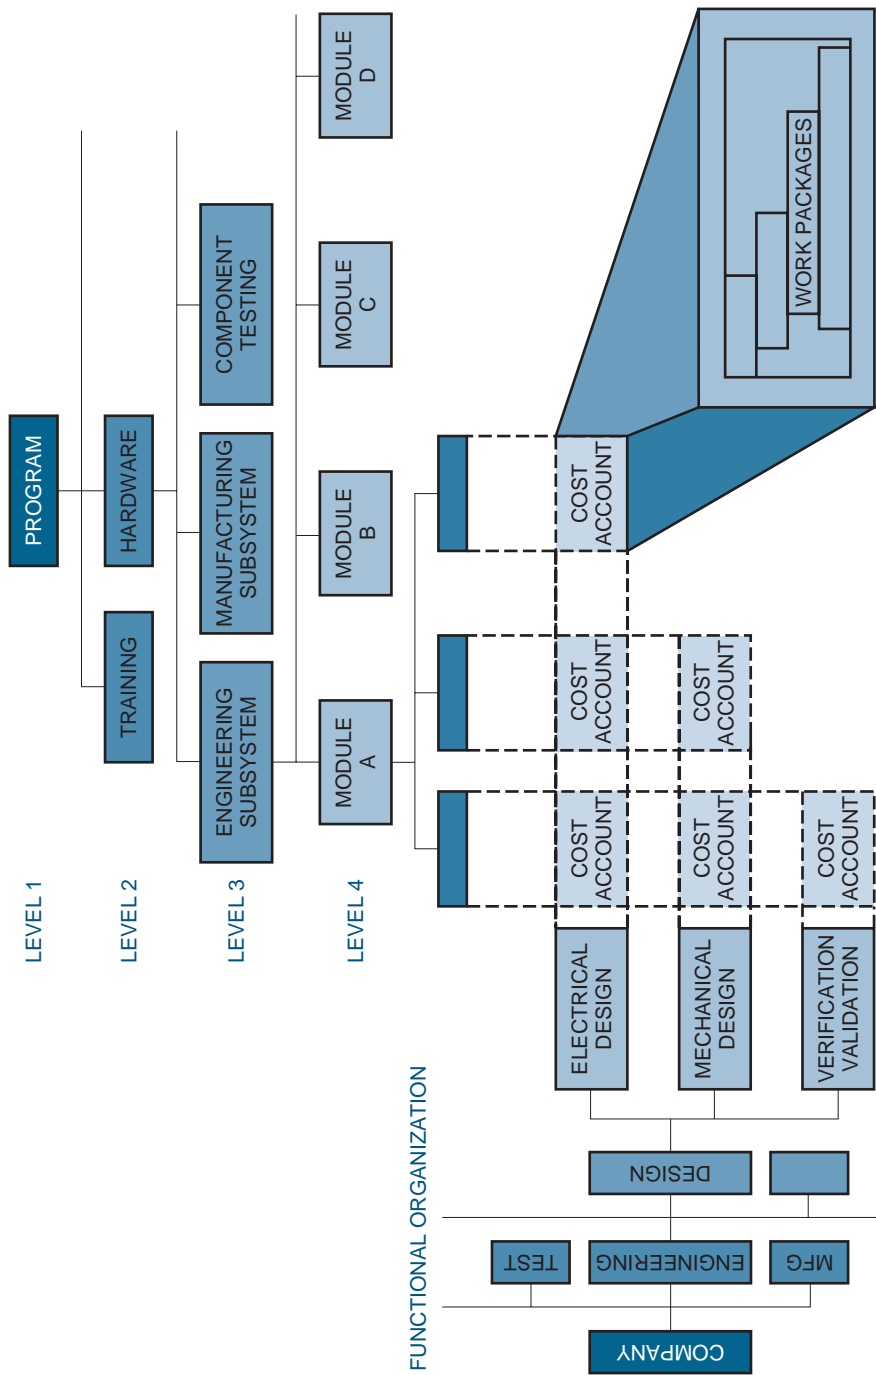 LEVEL 1
PROGRAM
LEVEL 2
TRAINING
HARDWARE
LEVEL 3
ENGINEERING
SUBSYSTEM
MANUFACTURING
SUBSYSTEM
COMPONENT
TESTING
LEVEL 4
MODULE
A
MODULE
B
MODULE
C
MODULE
D
FUNCTIONAL ORGANIZATION
COMPANY
TEST
ENGINEERING
MFG
DESIGN
ELECTRICAL
DESIGN
COST
ACCOUNT
COST
ACCOUNT
COST
ACCOUNT
MECHANICAL
DESIGN
COST
ACCOUNT
COST
ACCOUNT
VERIFICATION
VALIDATION
COST
ACCOUNT
WORK PACKAGES